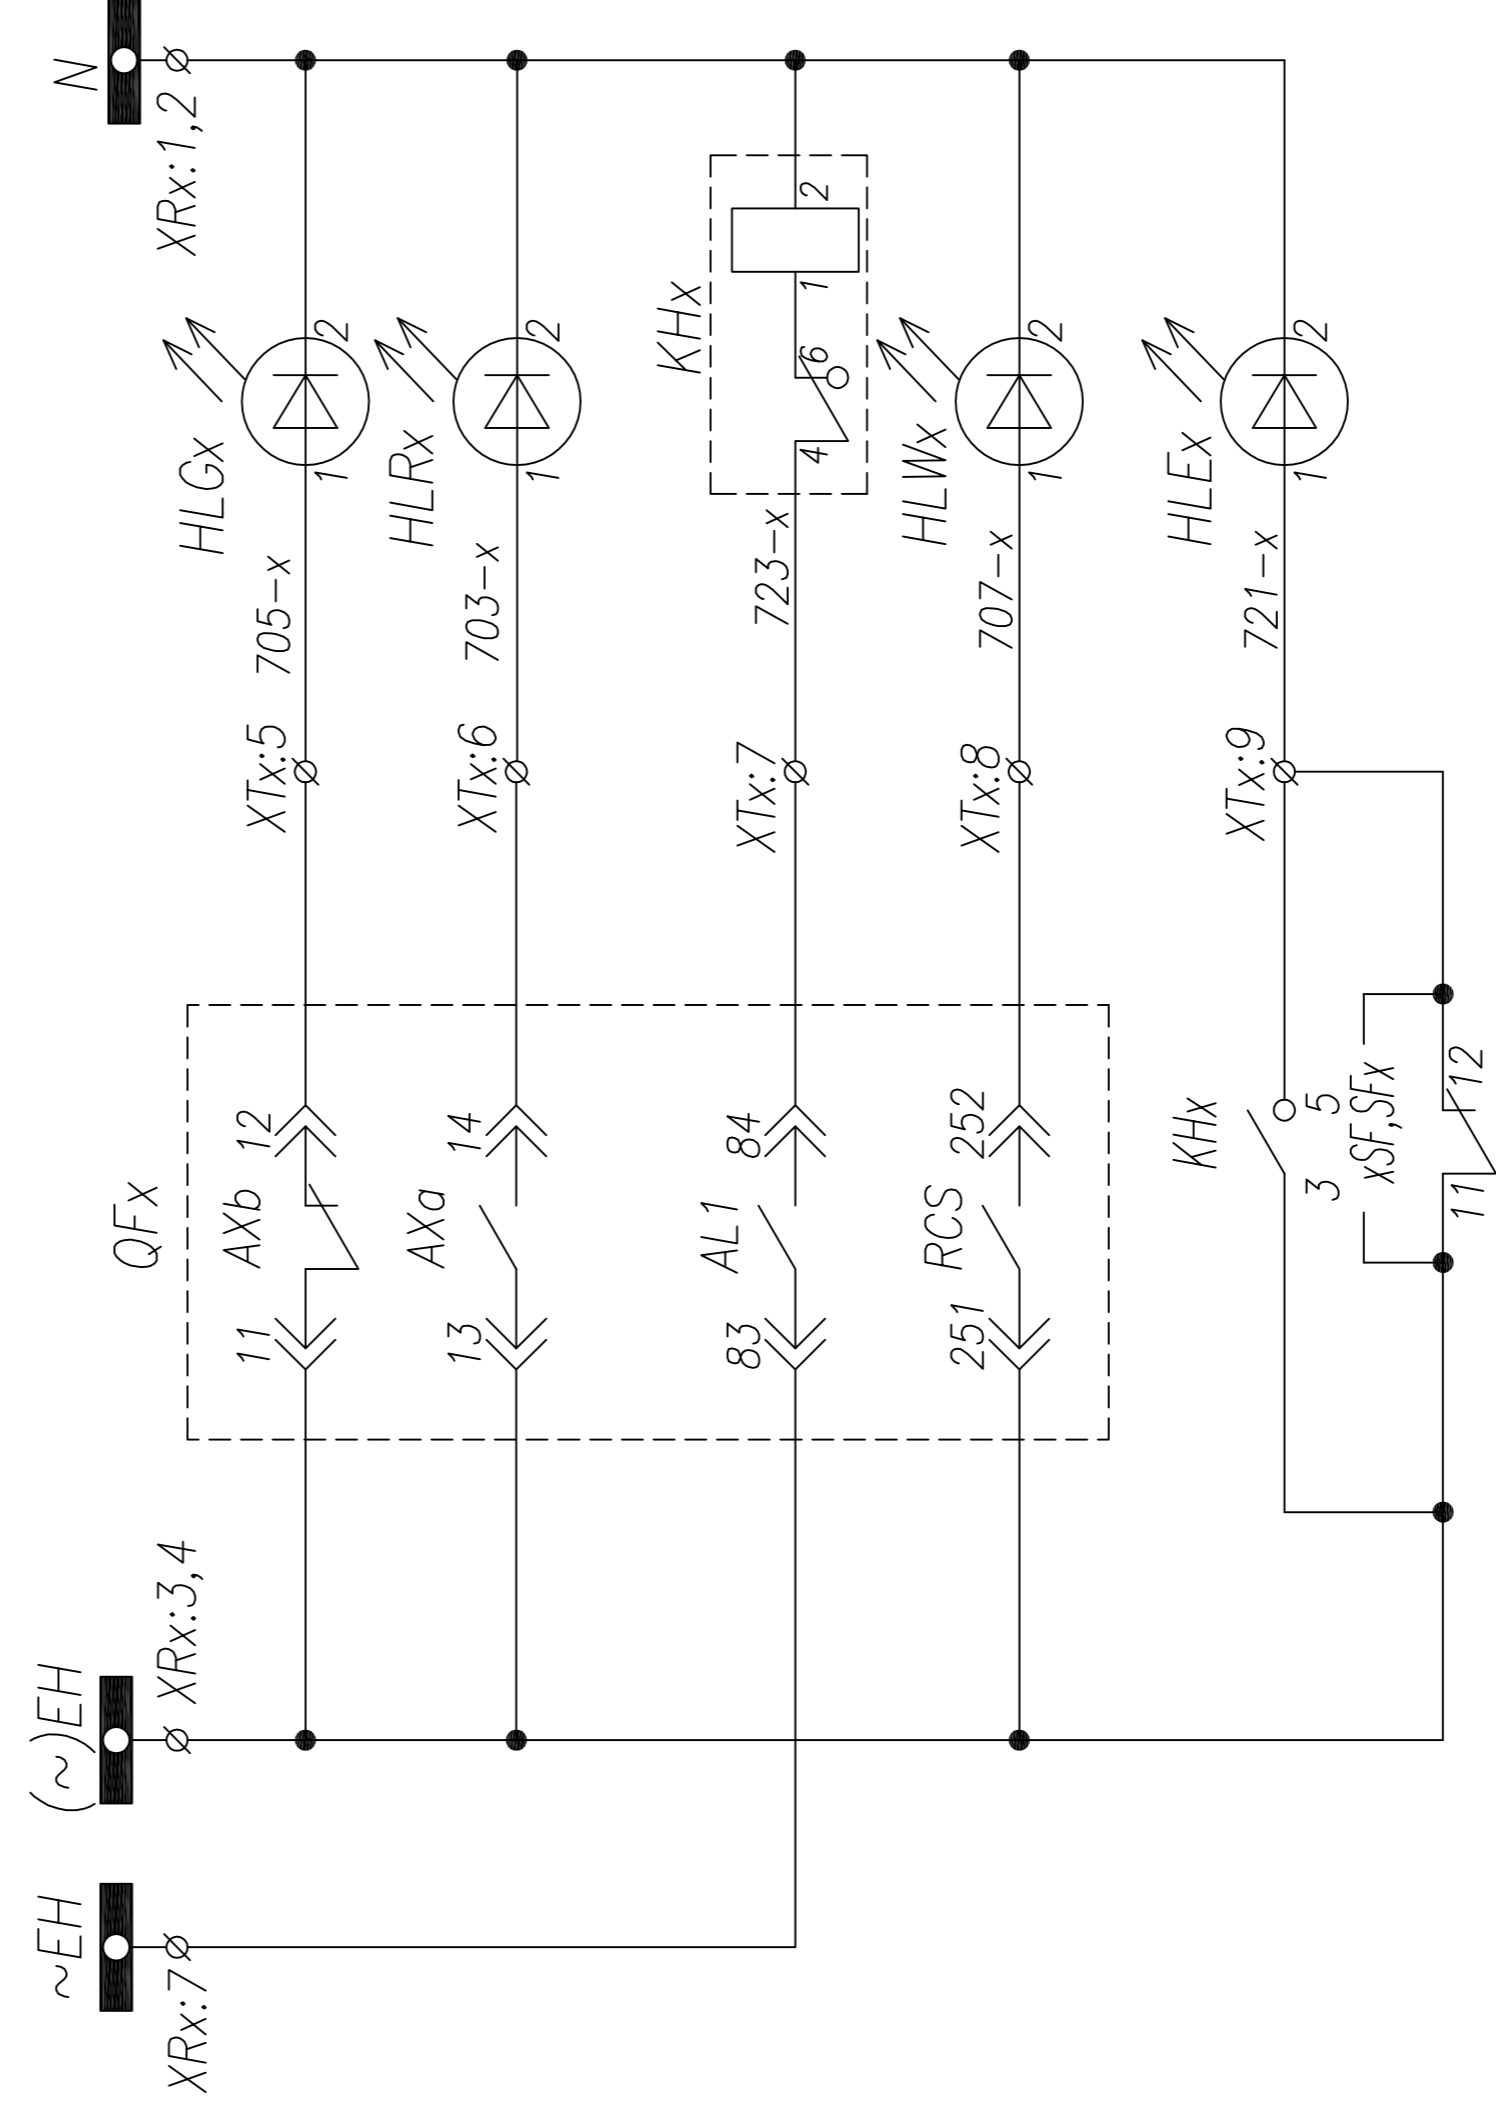 ~EH
XRx:7
(~)EH
XRx:3,4
N
XRx:1,2
QFx
11
AXb
12
XTx:5
705-x
HLGx
1
2
13
AXa
14
XTx:6
703-x
HLRx
1
2
83
AL1
84
XTx:7
723-x
KHx
4
6
1
2
251
RCS
252
XTx:8
707-x
HLWx
1
2
KHx
3
5
XTx:9
721-x
HLEx
1
2
xSF,SFx
11
12